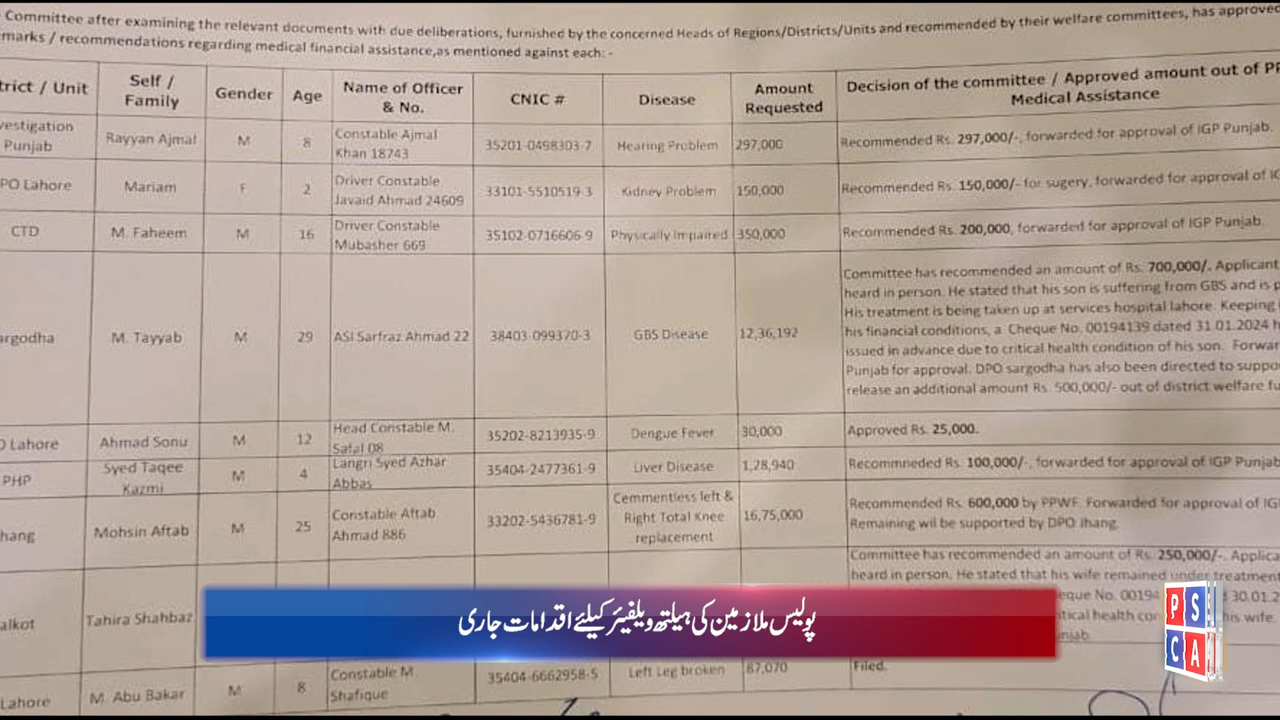 Committee after examining the relevant documents with due deliberations, furnished by the concerned Heads of Regions/Districts/Units and recommended by their welfare committees, has approved
marks / recommendations regarding medical financial assistance,as mentioned against each: -
trict / Unit Self / Family Gender Age Name of Officer & No. CNIC # Disease Amount Requested Decision of the committee / Approved amount out of PP Medical Assistance
vestigation Punjab Rayyan Ajmal M 8 Constable Ajmal Khan 18743 35201-0498303-7 Hearing Problem 297,000 Recommended Rs. 297,000/-, forwarded for approval of IGP Punjab.
PO Lahore Mariam F 2 Driver Constable Javaid Ahmad 24609 33101-5510519-3 Kidney Problem 150,000 Recommended Rs. 150,000/- for sugery, forwarded for approval of IG
CTD M. Faheem M 16 Driver Constable Mubasher 669 35102-0716606-9 Physically Impaired 350,000 Recommended Rs. 200,000, forwarded for approval of IGP Punjab.
argodha M. Tayyab M 29 ASI Sarfraz Ahmad 22 38403-099370-3 GBS Disease 12,36,192
Committee has recommended an amount of Rs. 700,000/. Applicant
heard in person. He stated that his son is suffering from GBS and is p
His treatment is being taken up at services hospital lahore. Keeping
his financial conditions, a Cheque No. 00194139 dated 31.01.2024 h
issued in advance due to critical health condition of his son. Forwar
Punjab for approval. DPO sargodha has also been directed to suppo
release an additional amount Rs. 500,000/- out of district welfare fu
O Lahore Ahmad Sonu M 12 Head Constable M. Safal 08 35202-8213935-9 Dengue Fever 30,000 Approved Rs. 25,000.
PHP Syed Taqee Kazmi M 4 Langri Syed Azhar Abbas 35404-2477361-9 Liver Disease 1,28,940 Recommneded Rs. 100,000/-, forwarded for approval of IGP Punjab
hang Mohsin Aftab M 25 Constable Aftab Ahmad 886 33202-5436781-9 Cemmentless left & Right Total Knee replacement 16,75,000 Recommended Rs. 600,000 by PPWF. Forwarded for approval of IG
Remaining wil be supported by DPO Jhang.
alkot Tahira Shahbaz
Committee has recommended an amount of Rs. 250,000/-. Applica
heard in person. He stated that his wife remained under treatment
eque No. 00194 30.01.2
tical health con his wife.
njab
Lahore M. Abu Bakar M 8 Constable M Shafique 35404-6662958-5 Left Leg broken 87,070 Filed.
پولیس ملازمین کی ہیلتھ ویلفیئر کیلئے اقدامات جاری
PSCA